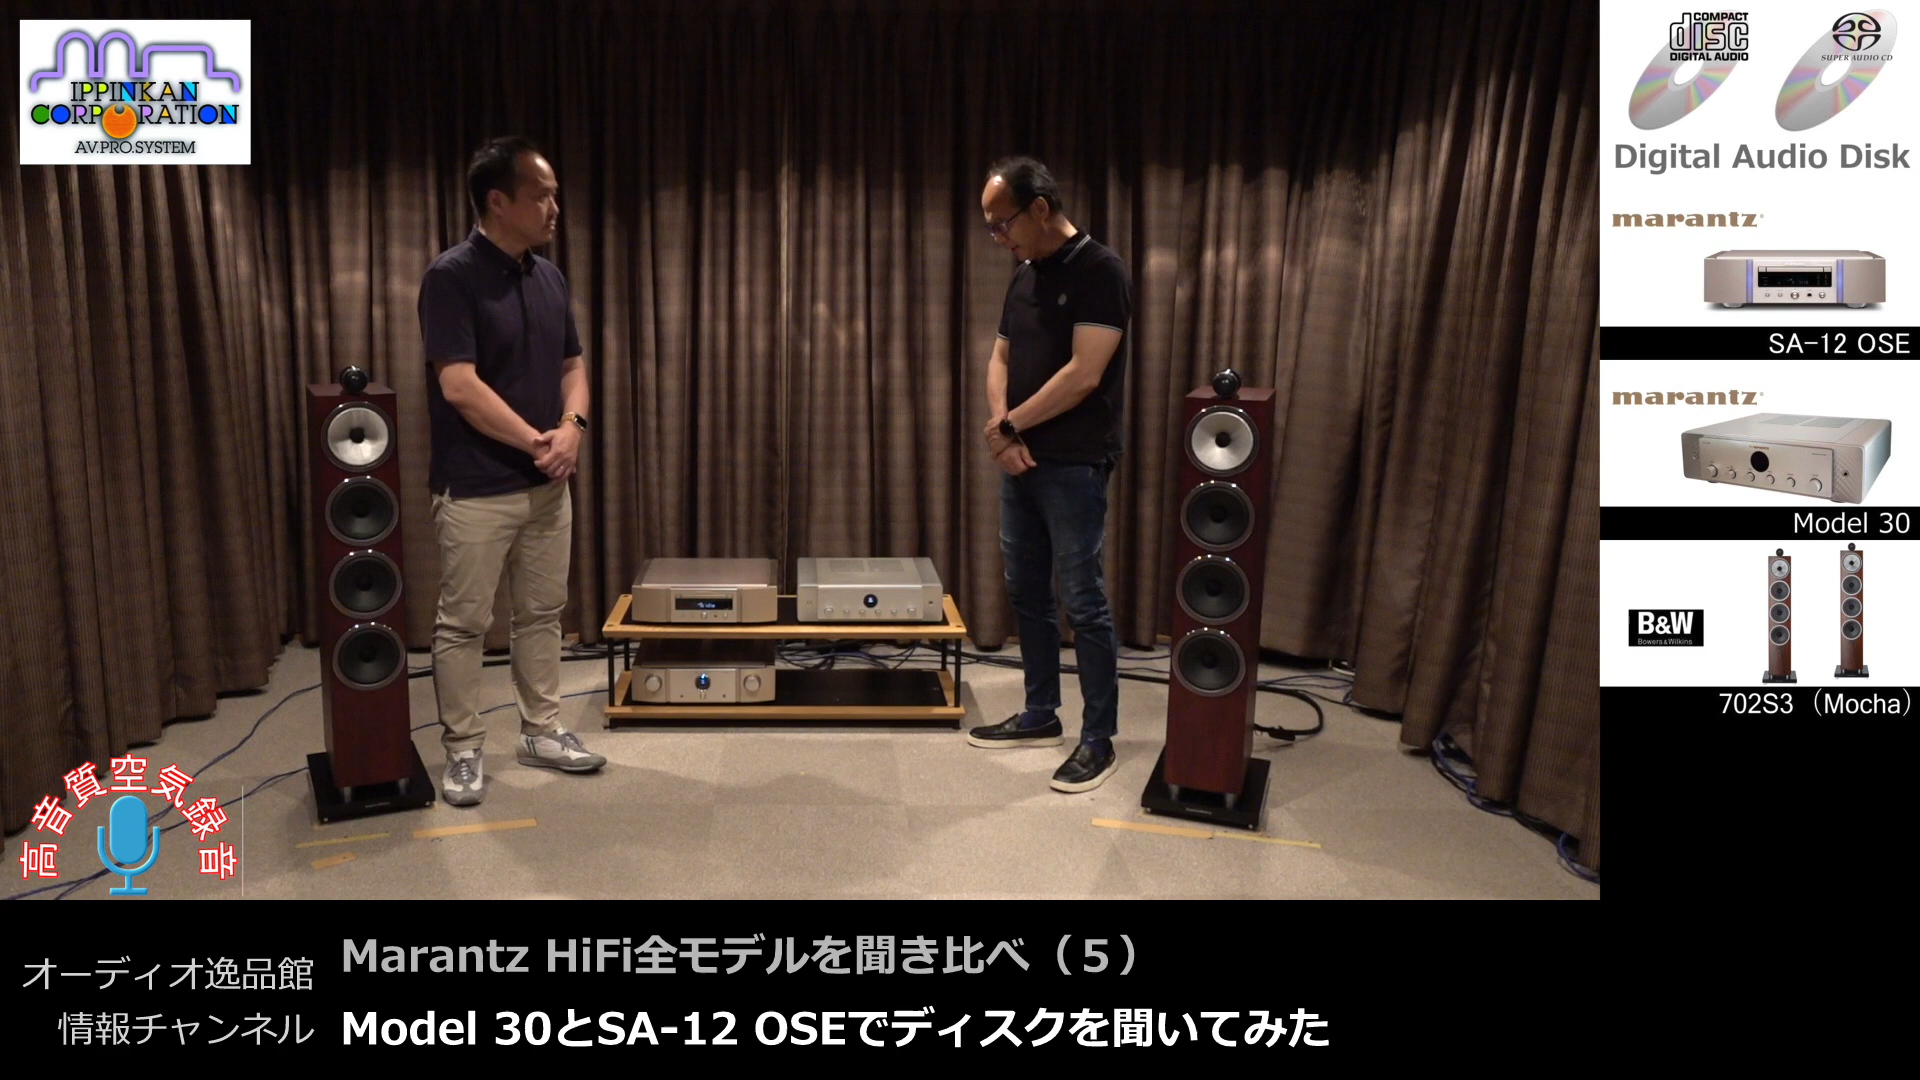 IPPINKAN
CORPORATION
AV.PRO.SYSTEM
COMPACT
disc
DIGITAL AUDIO
SUPER AUDIO CD
Digital Audio Disk
marantz
SA-12 OSE
marantz
Model 30
B&W
Bowers & Wilkins
702S3 （Mocha）
高音質空気録音
オーディオ逸品館
情報チャンネル
Marantz HiFi全モデルを聞き比べ（５）
Model 30とSA-12 OSEでディスクを聞いてみた